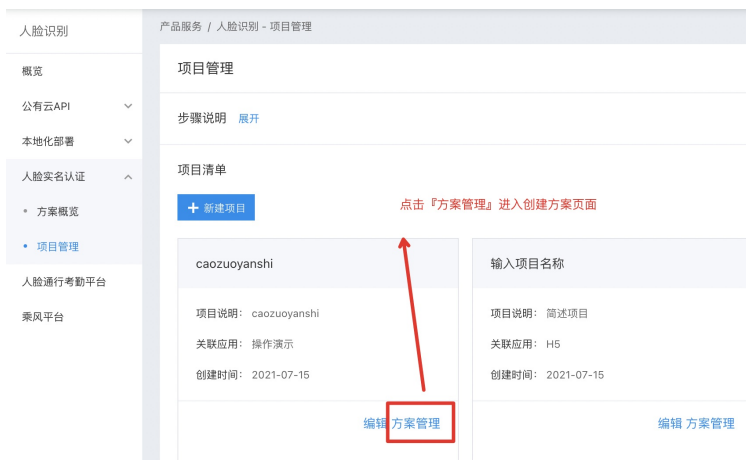 人脸识别
产品服务 / 人脸识别 - 项目管理
概览
公有云API
本地化部署
人脸实名认证
• 方案概览
• 项目管理
人脸通行考勤平台
乘风平台
项目管理
步骤说明 展开
项目清单
+ 新建项目
点击『方案管理』进入创建方案页面
caozuoyanshi
项目说明: caozuoyanshi
关联应用: 操作演示
创建时间: 2021-07-15
编辑 方案管理
输入项目名称
项目说明: 简述项目
关联应用: H5
创建时间: 2021-07-15
编辑 方案管理